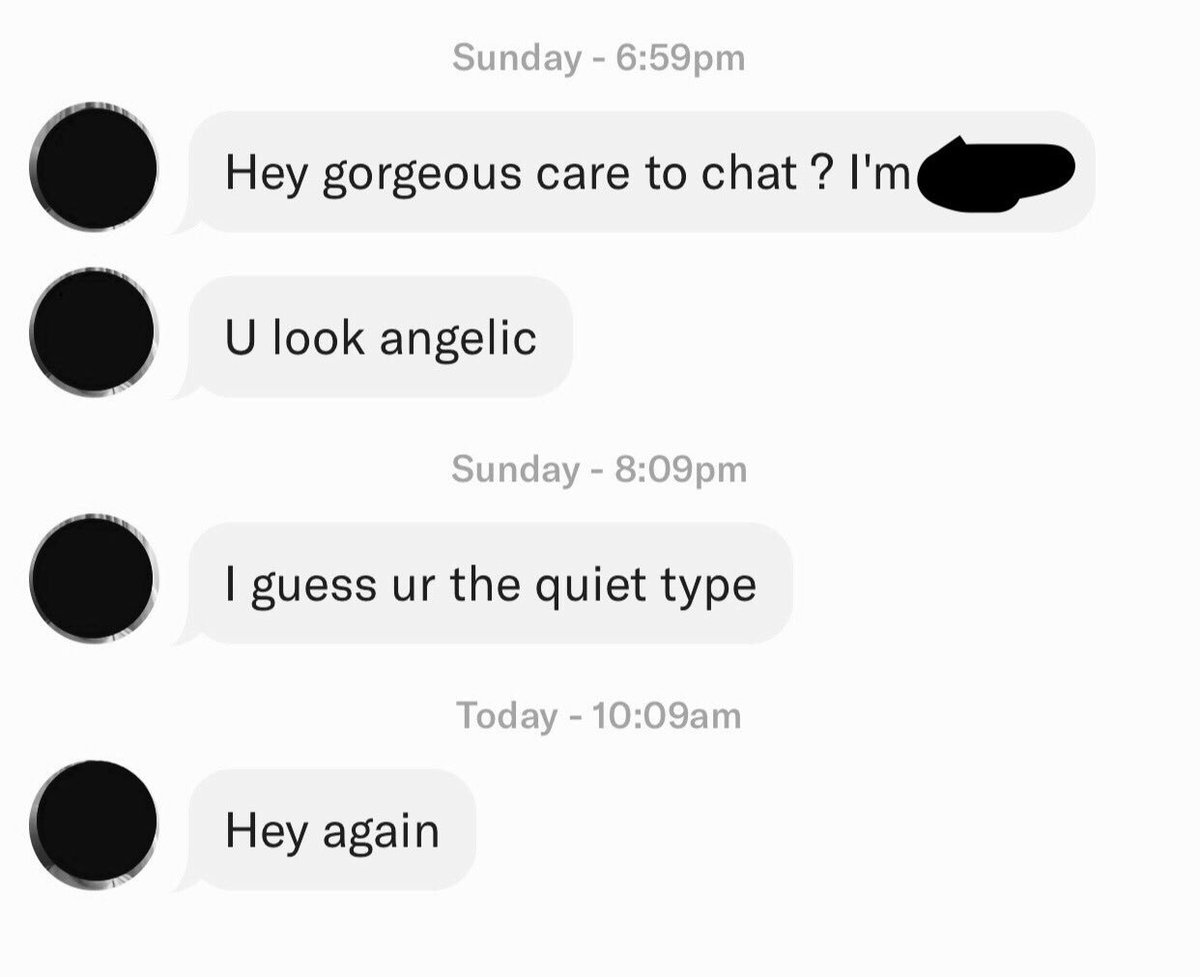 Sunday - 6:59pm
Hey gorgeous care to chat ? I'm
U look angelic
Sunday - 8:09pm
I guess ur the quiet type
Today - 10:09am
Hey again